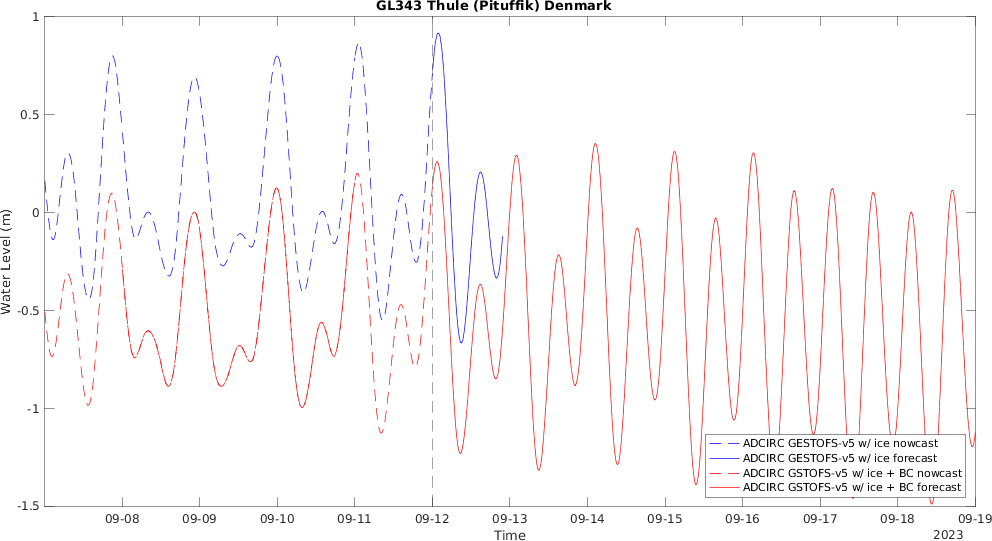 GL343 Thule (Pituffik) Denmark
1
0.5
0
-0.5
-1
-1.5
Water Level (m)
ADCIRC GESTOFS-v5 w/ ice nowcast
ADCIRC GESTOFS-v5 w/ ice forecast
ADCIRC GSTOFS-v5 w/ ice + BC nowcast
ADCIRC GSTOFS-v5 w/ ice + BC forecast
09-08 09-09 09-10 09-11 09-12 09-13 09-14 09-15 09-16 09-17 09-18 09-19
Time
2023